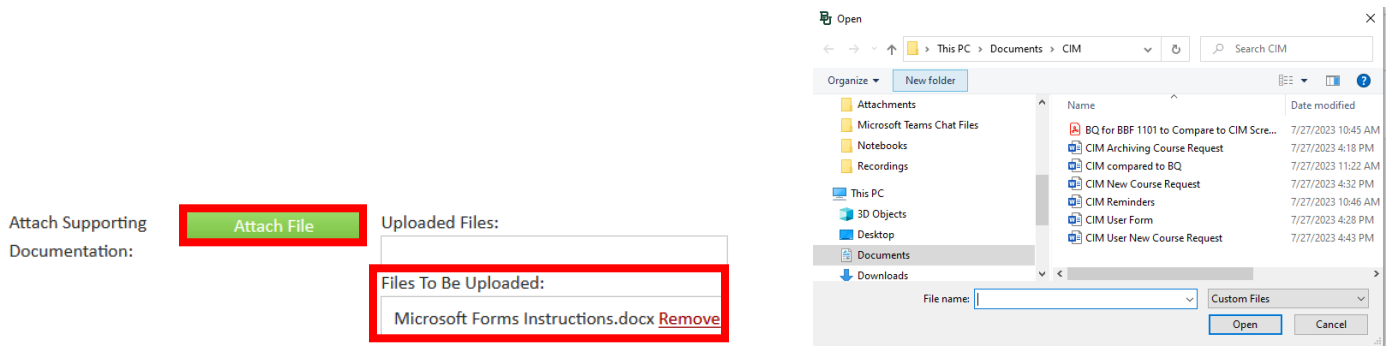 Attach Supporting
Documentation:
Attach File
Uploaded Files:
Files To Be Uploaded:
Microsoft Forms Instructions.docx Remove
Open
This PC > Documents > CIM
Search CIM
Organize
New folder
Attachments
Microsoft Teams Chat Files
Notebooks
Recordings
This PC
3D Objects
Desktop
Documents
Downloads
Name
Date modified
BQ for BBF 1101 to Compare to CIM Scre... 7/27/2023 10:45 AM
CIM Archiving Course Request 7/27/2023 4:18 PM
CIM compared to BQ 7/27/2023 11:22 AM
CIM New Course Request 7/27/2023 4:32 PM
CIM Reminders 7/27/2023 10:46 AM
CIM User Form 7/27/2023 4:28 PM
CIM User New Course Request 7/27/2023 4:43 PM
File name:
Custom Files
Open
Cancel